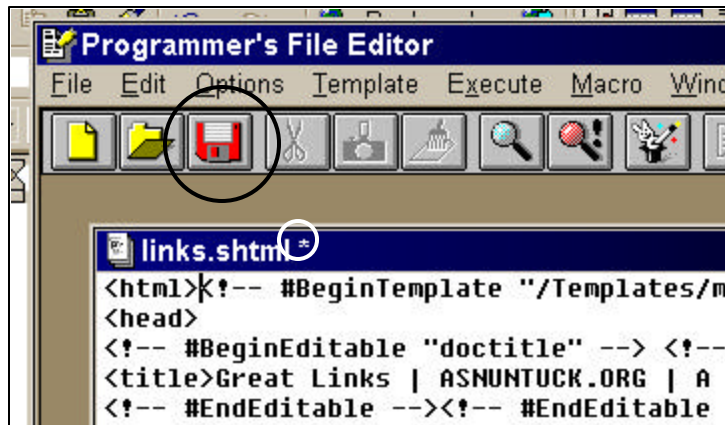 Programmer's File Editor
File Edit Options Template Execute Macro Wind
links.shtml *
<html><!-- #BeginTemplate "/Templates/m
<head>
<!-- #BeginEditable "doctitle" --> <!--
<title>Great Links | ASNUNTUCK.ORG | A
<!-- #EndEditable --><!-- #EndEditable